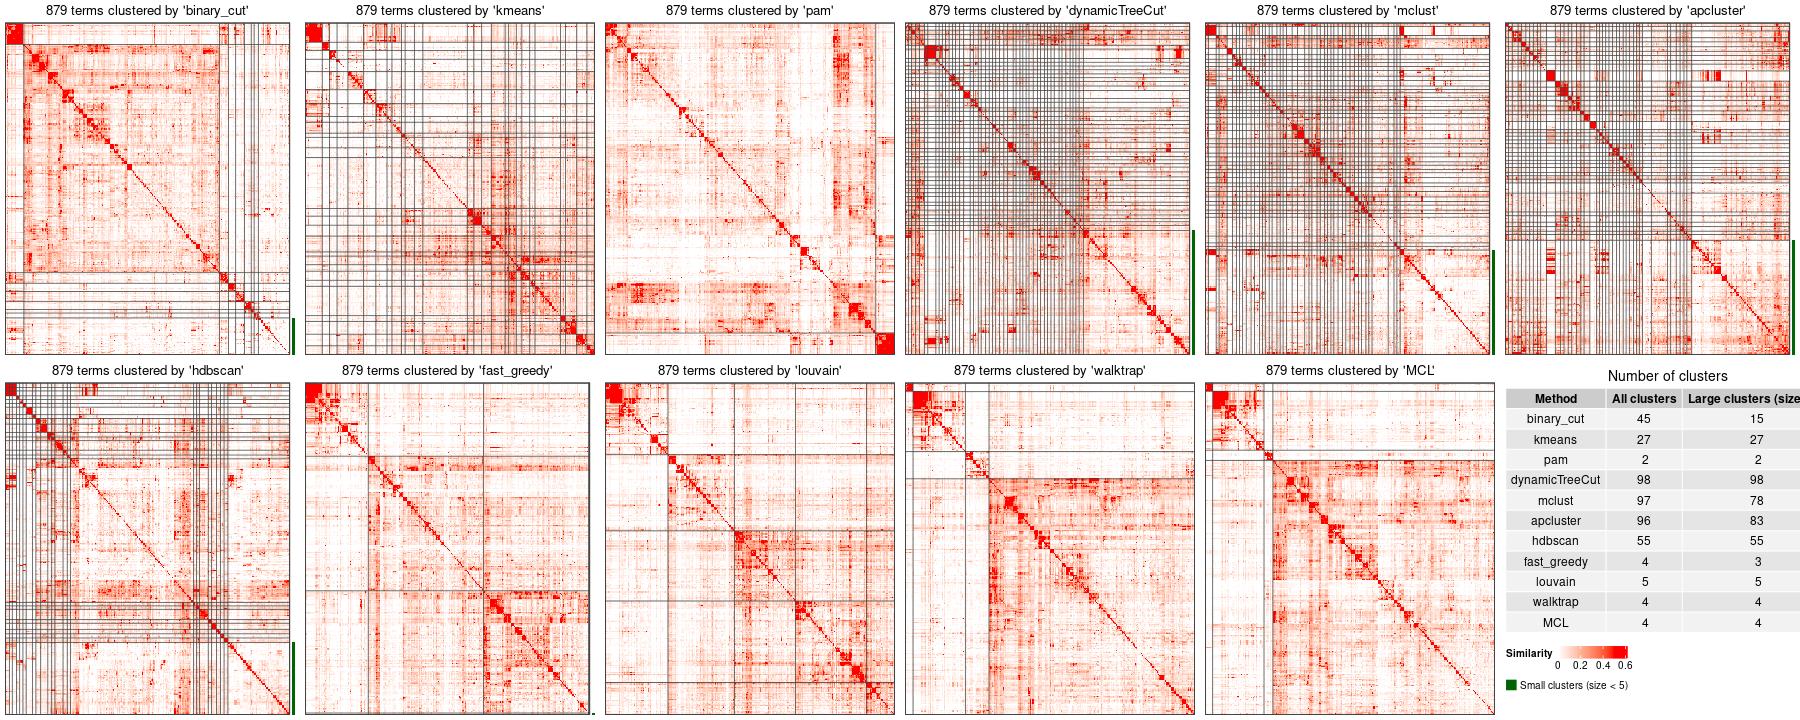 879 terms clustered by 'binary_cut'
879 terms clustered by 'kmeans'
879 terms clustered by 'pam'
879 terms clustered by 'dynamicTreeCut'
879 terms clustered by 'mclust'
879 terms clustered by 'apcluster'
879 terms clustered by 'hdbscan'
879 terms clustered by 'fast_greedy'
879 terms clustered by 'louvain'
879 terms clustered by 'walktrap'
879 terms clustered by 'MCL'
Number of clusters
Method All clusters Large clusters (size
binary_cut 45 15
kmeans 27 27
pam 2 2
dynamicTreeCut 98 98
mclust 97 78
apcluster 96 83
hdbscan 55 55
fast_greedy 4 3
louvain 5 5
walktrap 4 4
MCL 4 4
Similarity
0 0.2 0.4 0.6
Small clusters (size < 5)